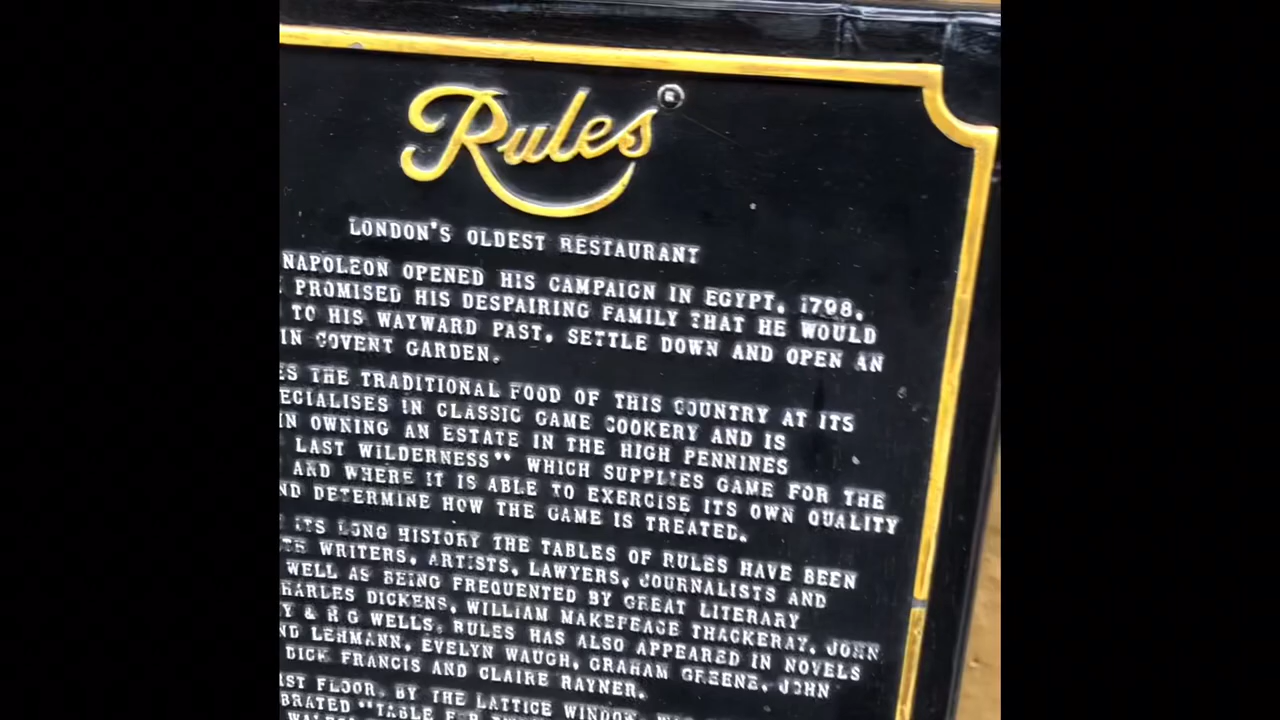 Rules®
LONDON'S OLDEST RESTAURANT
NAPOLEON OPENED HIS CAMPAIGN IN EGYPT, 1798,
PROMISED HIS DESPAIRING FAMILY THAT HE WOULD
TO HIS WAYWARD PAST, SETTLE DOWN AND OPEN AN
IN COVENT GARDEN.
THE TRADITIONAL FOOD OF THIS COUNTRY AT ITS
IN CLASSIC GAME COOKERY AND IS
IN OWNING AN ESTATE IN THE HIGH PENNINES
LAST WILDERNESS" WHICH SUPPLIES GAME FOR THE
AND WHERE IT IS ABLE TO EXERCISE ITS OWN QUALITY
DETERMINE HOW THE GAME IS TREATED.
ITS LONG HISTORY THE TABLES OF RULES HAVE BEEN
WRITERS, ARTISTS, LAWYERS, JOURNALISTS AND
WELL AS BEING FREQUENTED BY GREAT LITERARY
CHARLES DICKENS, WILLIAM MAKEPEACE THACKERAY, JOHN
& H G WELLS. RULES HAS ALSO APPEARED IN NOVELS
LEHMANN, EVELYN WAUGH, GRAHAM GREENE, JOHN
DICK FRANCIS AND CLAIRE RAYNER.
FLOOR, BY THE LATTICE WINDOW,
"TABLE FOR